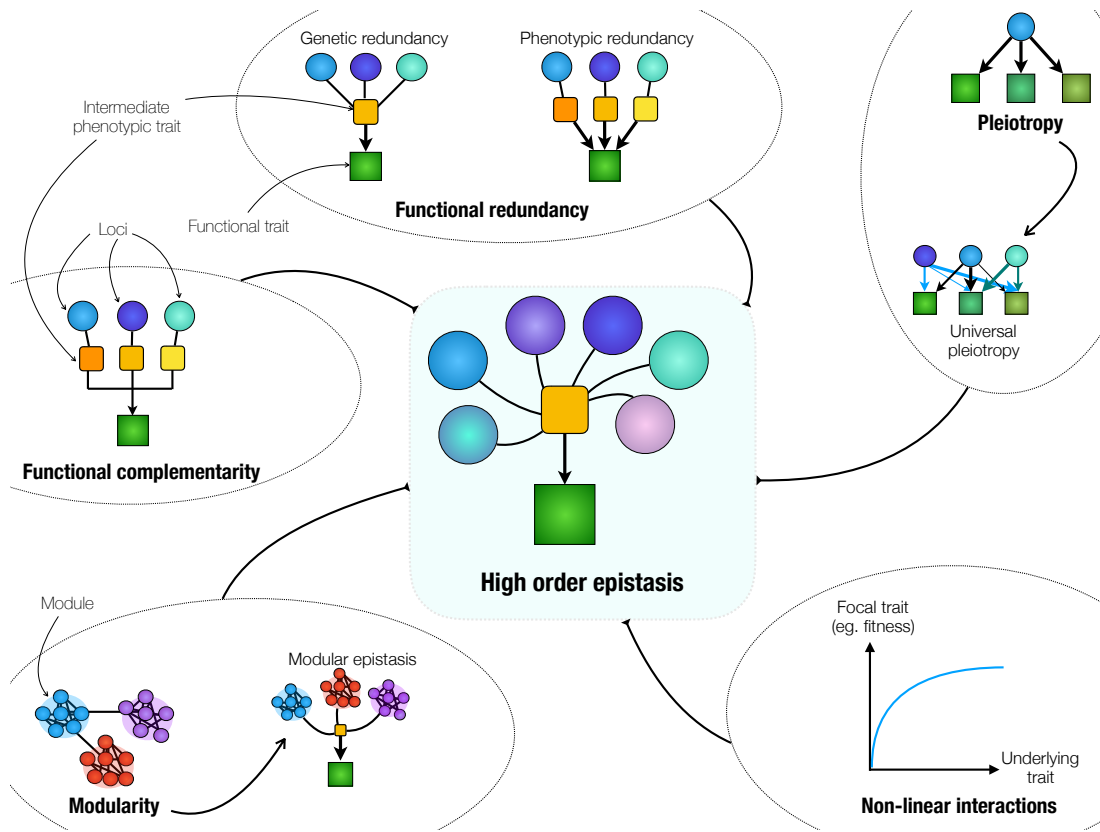 Genetic redundancy
Phenotypic redundancy
Intermediate
phenotypic trait
Functional trait
Functional redundancy
Pleiotropy
Universal
pleiotropy
Loci
Functional complementarity
High order epistasis
Module
Modular epistasis
Modularity
Focal trait
(eg. fitness)
Underlying
trait
Non-linear interactions